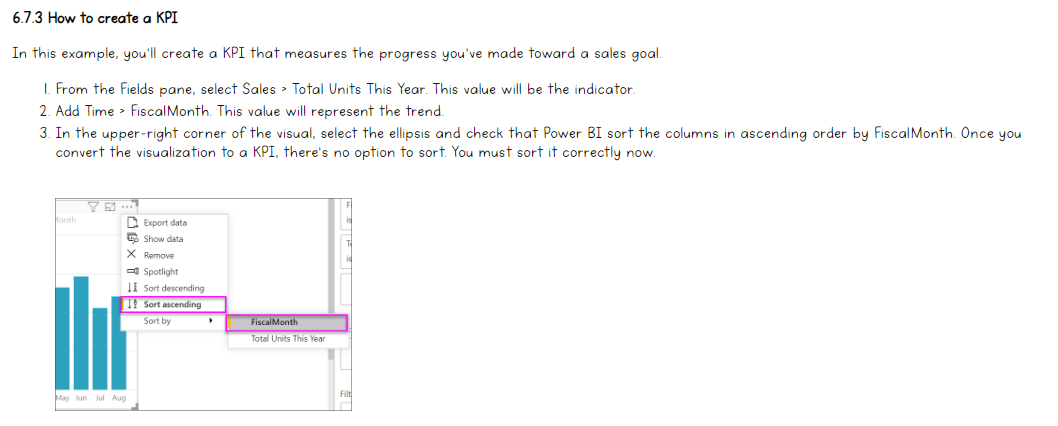 6.7.3 How to create a KPI
In this example, you'll create a KPI that measures the progress you've made toward a sales goal.
1. From the Fields pane, select Sales > Total Units This Year. This value will be the indicator.
2. Add Time > FiscalMonth. This value will represent the trend.
3. In the upper-right corner of the visual, select the ellipsis and check that Power BI sort the columns in ascending order by FiscalMonth. Once you
convert the visualization to a KPI, there's no option to sort. You must sort it correctly now.
Month
Export data
Show data
Remove
Spotlight
Sort descending
Sort ascending
Sort by
FiscalMonth
Total Units This Year
May Jun Jul Aug
Filt